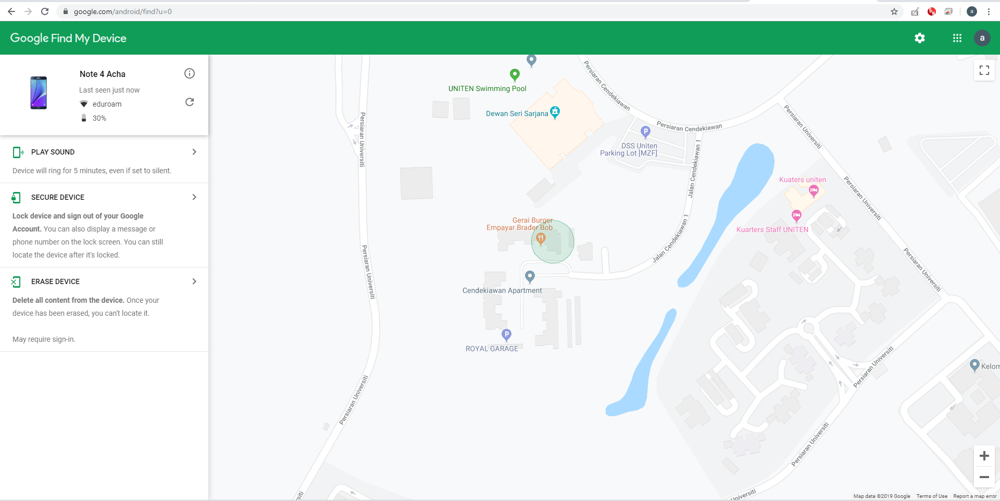 google.com/android/find?u=0
a
Google Find My Device
a
Note 4 Acha
Last seen just now
eduroam
30%
PLAY SOUND
Device will ring for 5 minutes, even if set to silent.
SECURE DEVICE
Lock device and sign out of your Google
Account. You can also display a message or
phone number on the lock screen. You can still
locate the device after it's locked.
ERASE DEVICE
Delete all content from the device. Once your
device has been erased, you can't locate it.
May require sign-in.
UNITEN Swimming Pool
Dewan Seri Sarjana
Persiaran Cendekiawan
Persiaran Cendekiawan
P
DSS Uniten
Parking Lot [MZF]
Persiaran Universiti
Persiaran Universiti
Jalan Cendekiawan 1
Kuaters uniten
Persiaran Universiti
Kuarters Staff UNITEN
Gerai Burger
Empayar Brader Bob
Jalan Cendekiawan 1
Persiaran Universiti
Persiaran Universiti
Cendekiawan Apartment
P
ROYAL GARAGE
Persiaran Universiti
Kelom
Persiaran Universiti
Persiaran Universiti
siti
Universiti
Map data ©2019 Google
Terms of Use
Report a map error